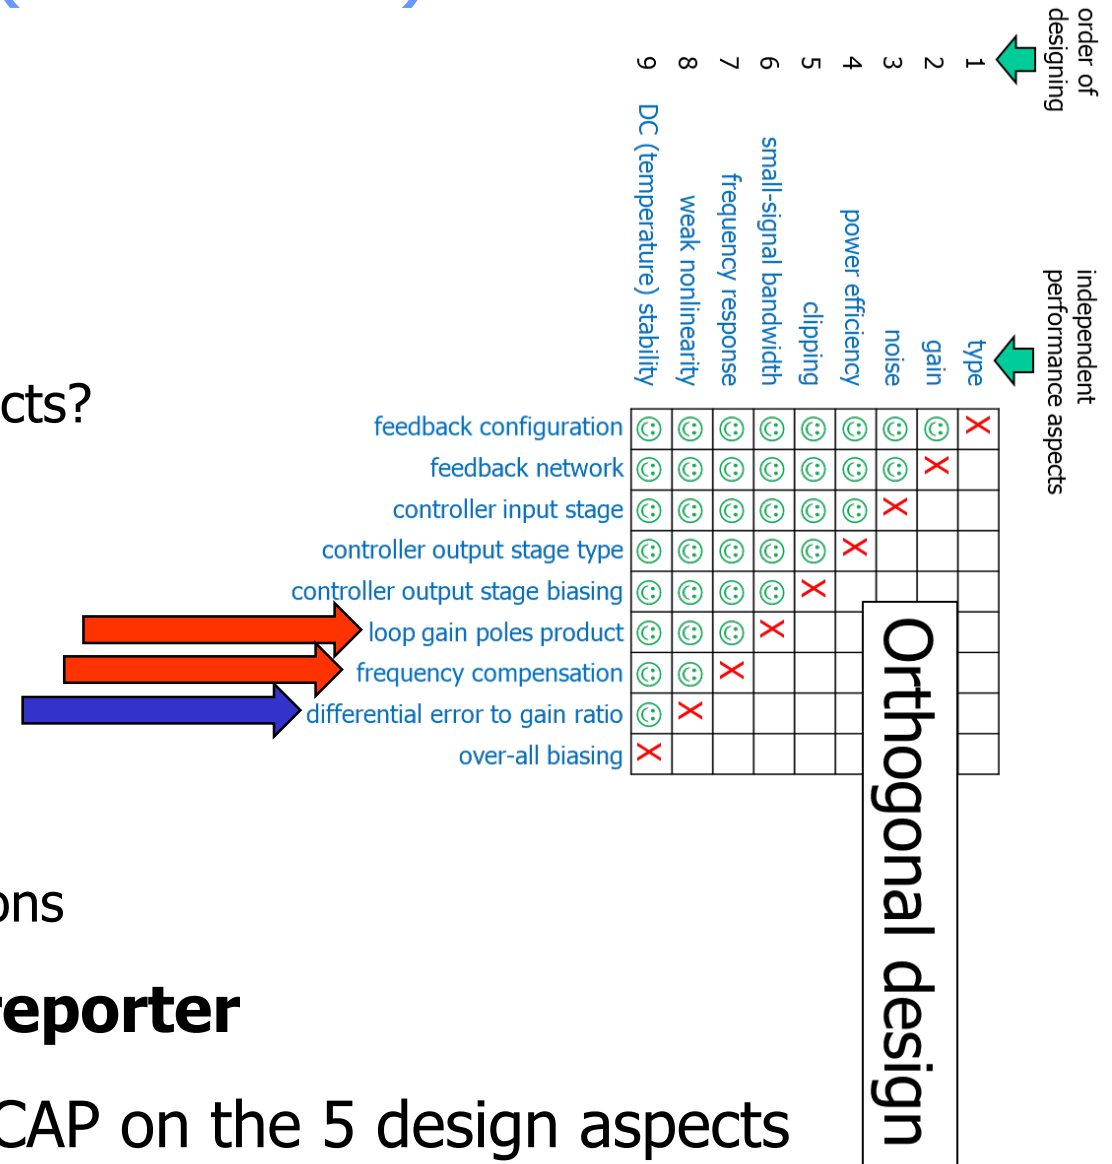 order of
designing
1
2
3
4
5
6
7
8
9
independent
performance aspects
type
gain
noise
power efficiency
clipping
small-signal bandwidth
frequency response
weak nonlinearity
DC (temperature) stability
cts?
feedback configuration
feedback network
controller input stage
controller output stage type
controller output stage biasing
loop gain poles product
frequency compensation
differential error to gain ratio
over-all biasing
X
X
X
X
X
X
X
X
X
Orthogonal design
ons
reporter
CAP on the 5 design aspects